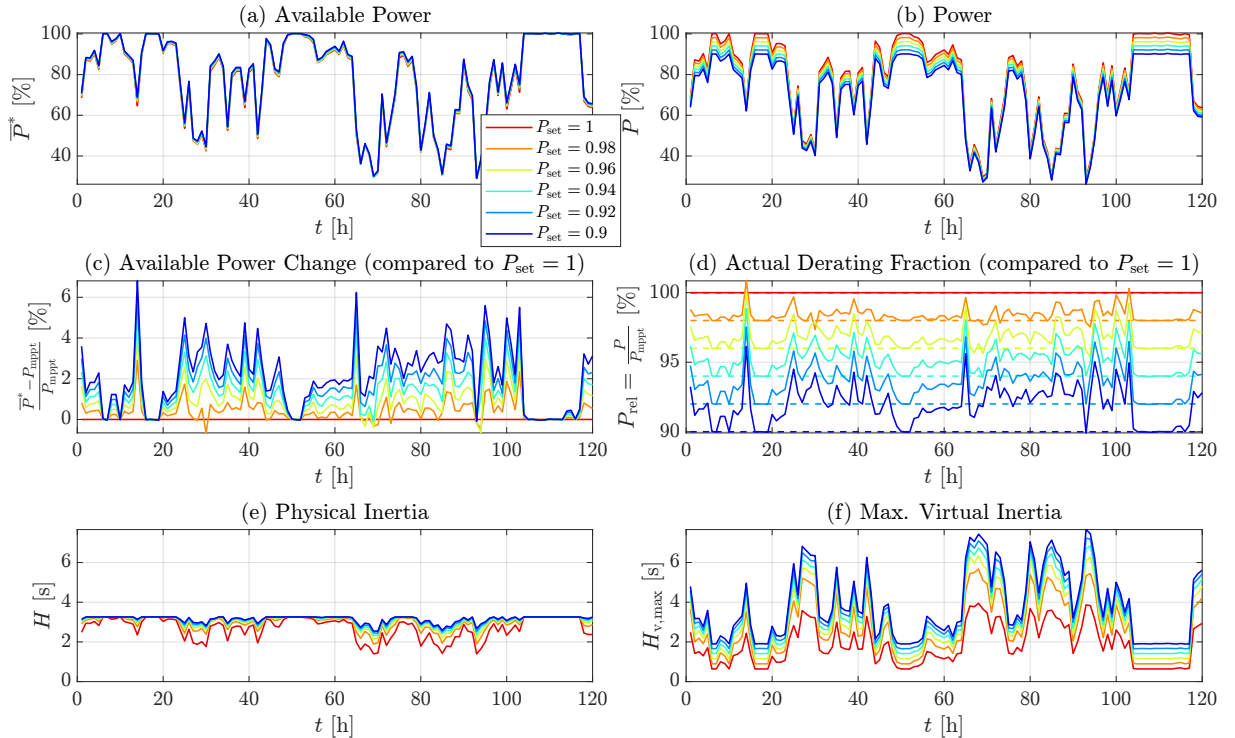 (a) Available Power
100
80
60
40
P̅* [%]
0 20 40 60 80 100 120
t [h]
(b) Power
100
80
60
40
P [%]
0 20 40 60 80 100 120
t [h]
P_set = 1
P_set = 0.98
P_set = 0.96
P_set = 0.94
P_set = 0.92
P_set = 0.9
(c) Available Power Change (compared to P_set = 1)
6
4
2
0
(P̅* − P_mppt) / P_mppt [%]
0 20 40 60 80 100 120
t [h]
(d) Actual Derating Fraction (compared to P_set = 1)
100
95
90
P_rel = P / P_mppt [%]
0 20 40 60 80 100 120
t [h]
(e) Physical Inertia
6
4
2
0
H [s]
0 20 40 60 80 100 120
t [h]
(f) Max. Virtual Inertia
6
4
2
0
H_v,max [s]
0 20 40 60 80 100 120
t [h]